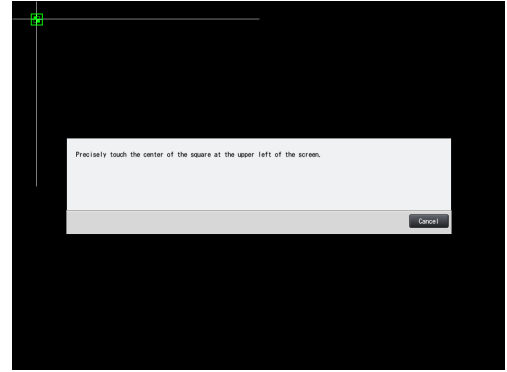 Precisely touch the center of the square at the upper left of the screen.
Cancel